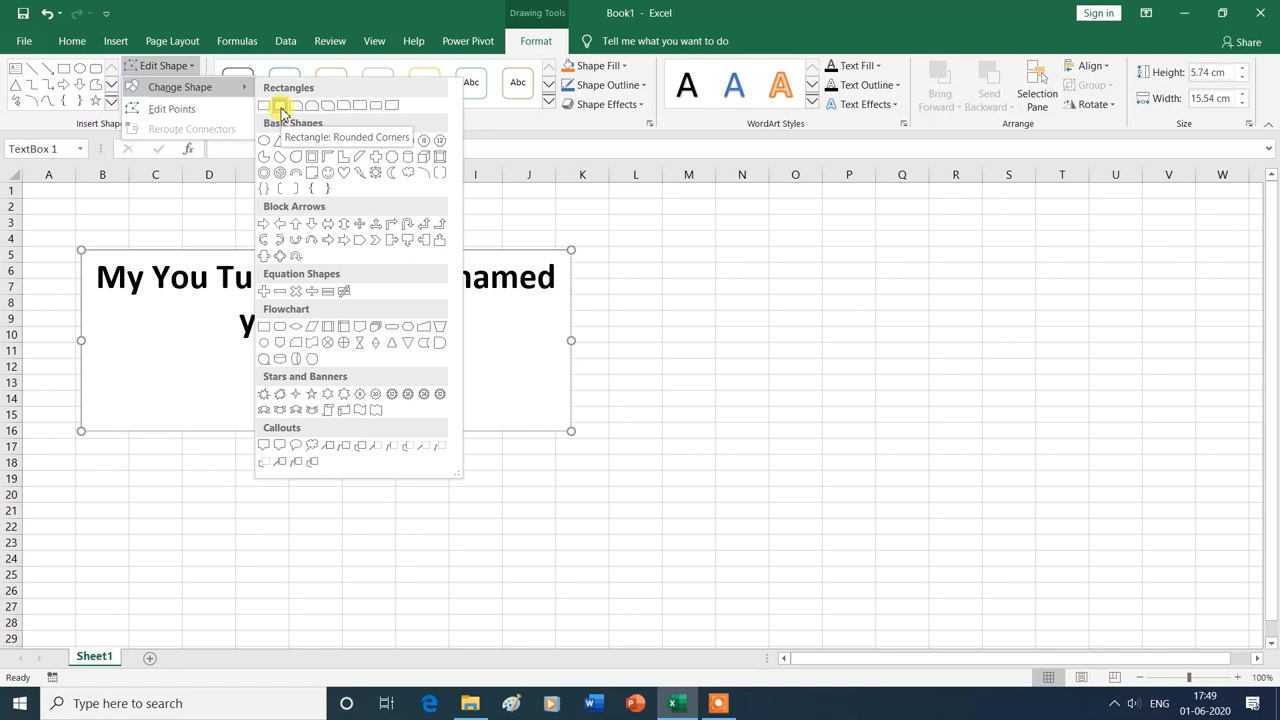 Drawing Tools
Book1 - Excel
Sign in
File Home Insert Page Layout Formulas Data Review View Help Power Pivot Format Tell me what you want to do Share
Edit Shape
Change Shape
Edit Points
Reroute Connectors
Rectangles
Basic Shapes
Rectangle: Rounded Corners
Block Arrows
Equation Shapes
Flowchart
Stars and Banners
Callouts
Abc Abc
Shape Fill
Shape Outline
Shape Effects
A A A
Text Fill
Text Outline
Text Effects
WordArt Styles
Bring Forward
Send Backward
Selection Pane
Align
Group
Rotate
Arrange
Height: 5.74 cm
Width: 15.54 cm
Size
TextBox 1
fx
A B C D H I J K L M N O P Q R S T U V W
1
2
3
4
5
6
7
8
9
10
11
12
13
14
15
16
17
18
19
20
21
22
23
24
25
26
27
28
29
My You Tu named
y
Sheet1
Ready
100%
Type here to search
ENG
17:49
01-06-2020